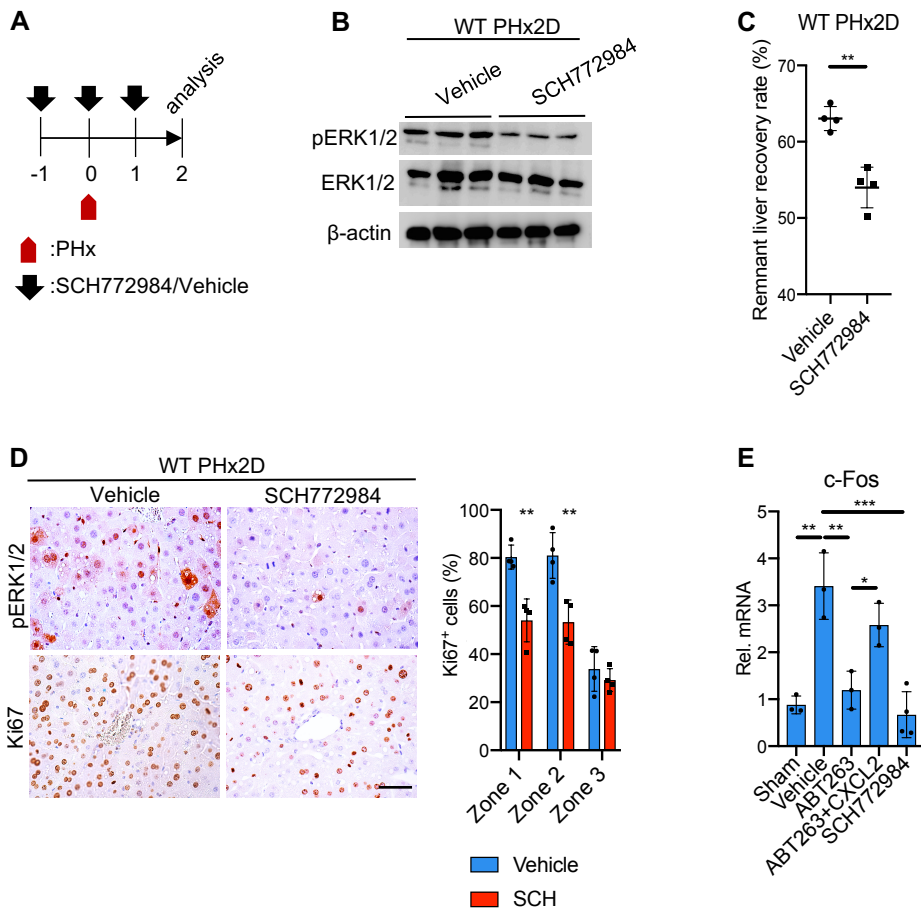 A
analysis
-1
0
1
2
:PHx
:SCH772984/Vehicle
B
WT PHx2D
Vehicle
SCH772984
pERK1/2
ERK1/2
β-actin
C
WT PHx2D
Remnant liver recovery rate (%)
70
60
50
40
**
Vehicle
SCH772984
D
WT PHx2D
Vehicle
SCH772984
pERK1/2
Ki67
Ki67+ cells (%)
100
80
60
40
20
0
**
**
Zone 1
Zone 2
Zone 3
Vehicle
SCH
E
c-Fos
Rel. mRNA
5
4
3
2
1
0
***
**
**
*
Sham
Vehicle
ABT263
ABT263+CXCL2
SCH772984